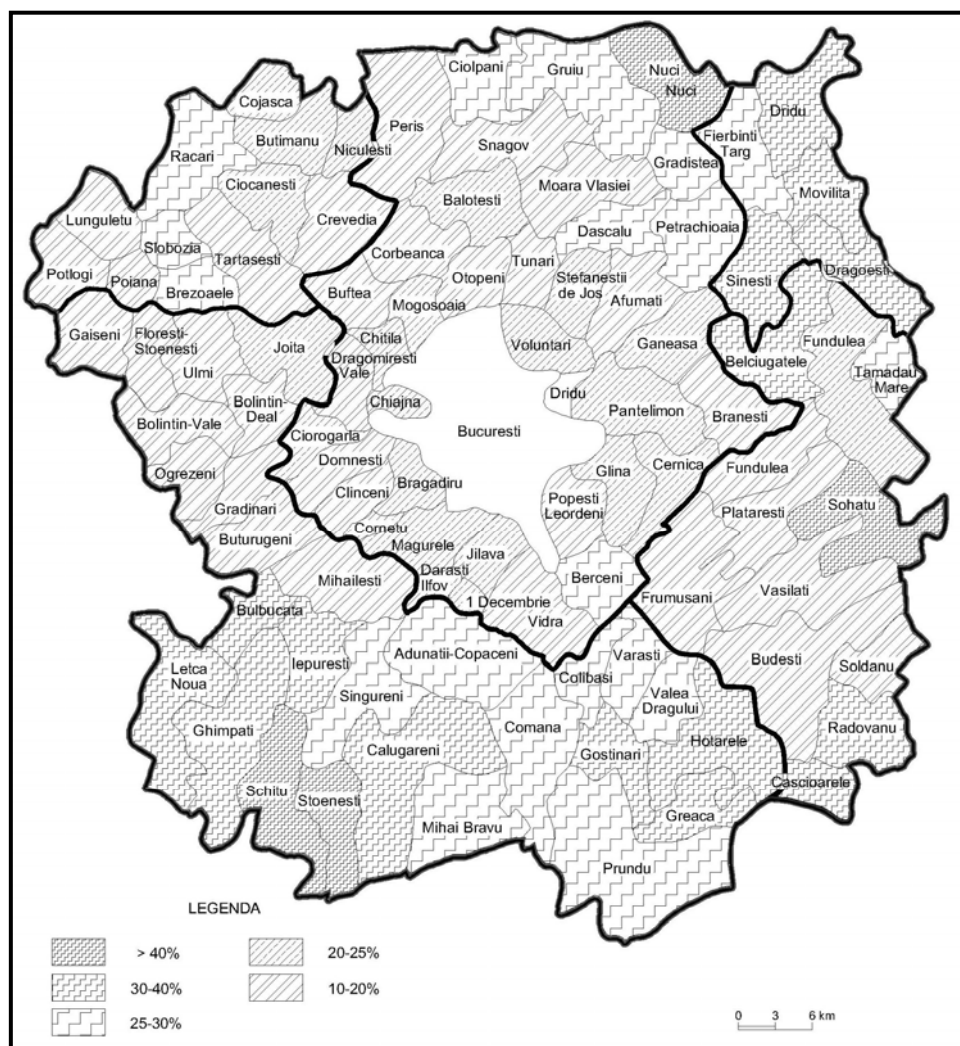 Ciolpani
Gruiu
Nuci
Nuci
Cojasca
Dridu
Peris
Butimanu
Fierbinti
Targ
Racari
Niculesti
Snagov
Gradistea
Ciocanesti
Moara Vlasiei
Movilita
Balotesti
Lunguletu
Crevedia
Dascalu
Petrachioaia
Slobozia
Corbeanca
Tunari
Potlogi
Poiana
Tartasesti
Otopeni
Stefanestii
de Jos
Sinesti
Dragoesti
Brezoaele
Buftea
Mogosoaia
Afumati
Gaiseni
Floresti-
Stoenesti
Joita
Chitila
Voluntari
Ganeasa
Fundulea
Dragomiresti
Vale
Belciugatele
Ulmi
Tamadau
Mare
Bolintin
Deal
Chiajna
Dridu
Pantelimon
Branesti
Bolintin-Vale
Ciorogarla
Bucuresti
Domnesti
Glina
Cernica
Fundulea
Ogrezeni
Clinceni
Bragadiru
Popesti
Leordeni
Plataresti
Sohatu
Gradinari
Cornetu
Buturugeni
Magurele
Jilava
Darasti
Ilfov
Berceni
Mihailesti
1 Decembrie
Frumusani
Vasilati
Bulbucata
Vidra
Iepuresti
Adunatii-Copaceni
Varasti
Budesti
Letca
Noua
Colibasi
Soldanu
Singureni
Valea
Dragului
Ghimpati
Comana
Radovanu
Calugareni
Gostinari
Hotarele
Schitu
Stoenesti
Cascioarele
Greaca
Mihai Bravu
Prundu
LEGENDA
> 40%
20-25%
30-40%
10-20%
25-30%
0 3 6 km